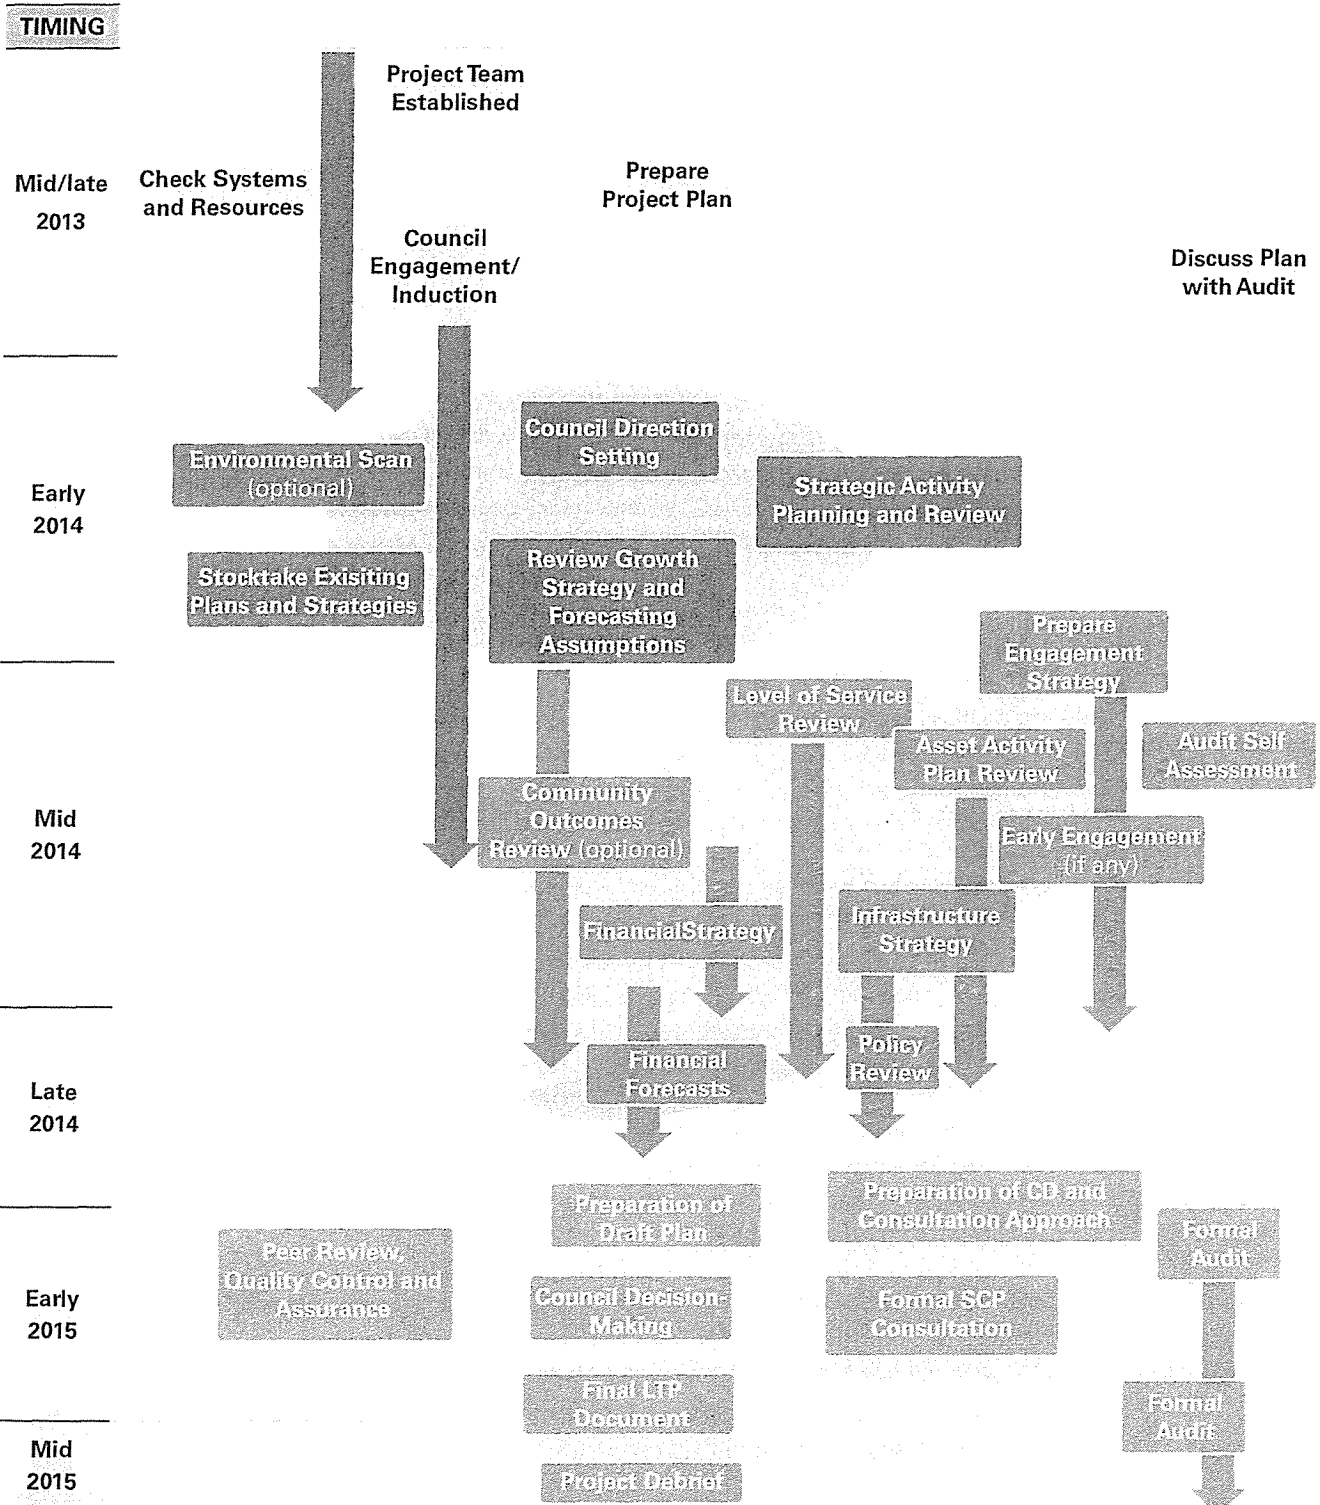 TIMING
Project Team
Established
Mid/late
2013
Check Systems
and Resources
Prepare
Project Plan
Council
Engagement/
Induction
Discuss Plan
with Audit
Early
2014
Environmental Scan
(optional)
Council Direction
Setting
Strategic Activity
Planning and Review
Stocktake Exisiting
Plans and Strategies
Review Growth
Strategy and
Forecasting
Assumptions
Prepare
Engagement
Strategy
Mid
2014
Level of Service
Review
Asset Activity
Plan Review
Audit Self
Assessment
Community
Outcomes
Review (optional)
Early Engagement
(if any)
FinancialStrategy
Infrastructure
Strategy
Late
2014
Financial
Forecasts
Policy
Review
Preparation of
Draft Plan
Preparation of CD and
Consultation Approach
Early
2015
Peer Review,
Quality Control and
Assurance
Formal
Audit
Council Decision-
Making
Formal SCP
Consultation
Final LTP
Document
Formal
Audit
Mid
2015
Project Debrief